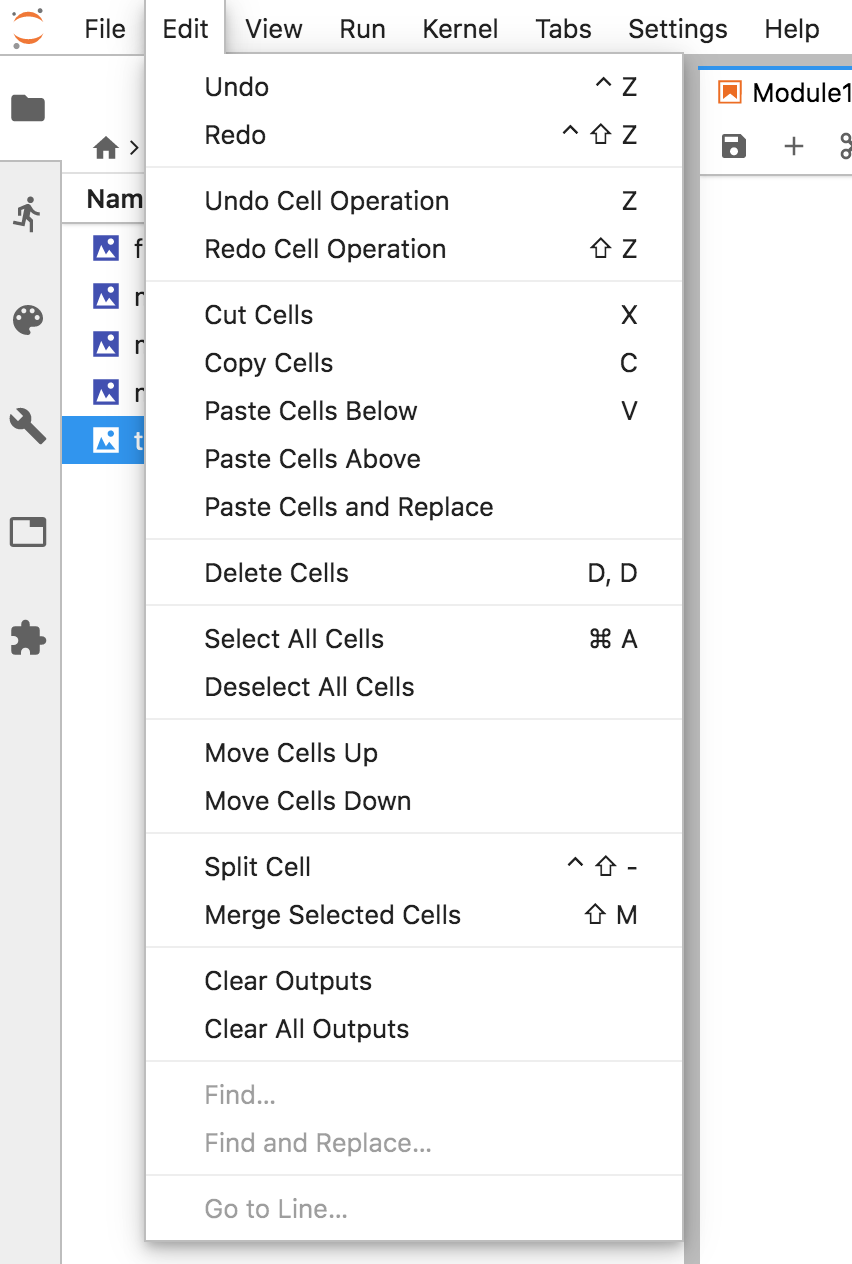 File Edit View Run Kernel Tabs Settings Help
Module1
Nam
f
t
Undo ^ Z
Redo ^ ⇧ Z
Undo Cell Operation Z
Redo Cell Operation ⇧ Z
Cut Cells X
Copy Cells C
Paste Cells Below V
Paste Cells Above
Paste Cells and Replace
Delete Cells D, D
Select All Cells ⌘ A
Deselect All Cells
Move Cells Up
Move Cells Down
Split Cell ^ ⇧ -
Merge Selected Cells ⇧ M
Clear Outputs
Clear All Outputs
Find...
Find and Replace...
Go to Line...